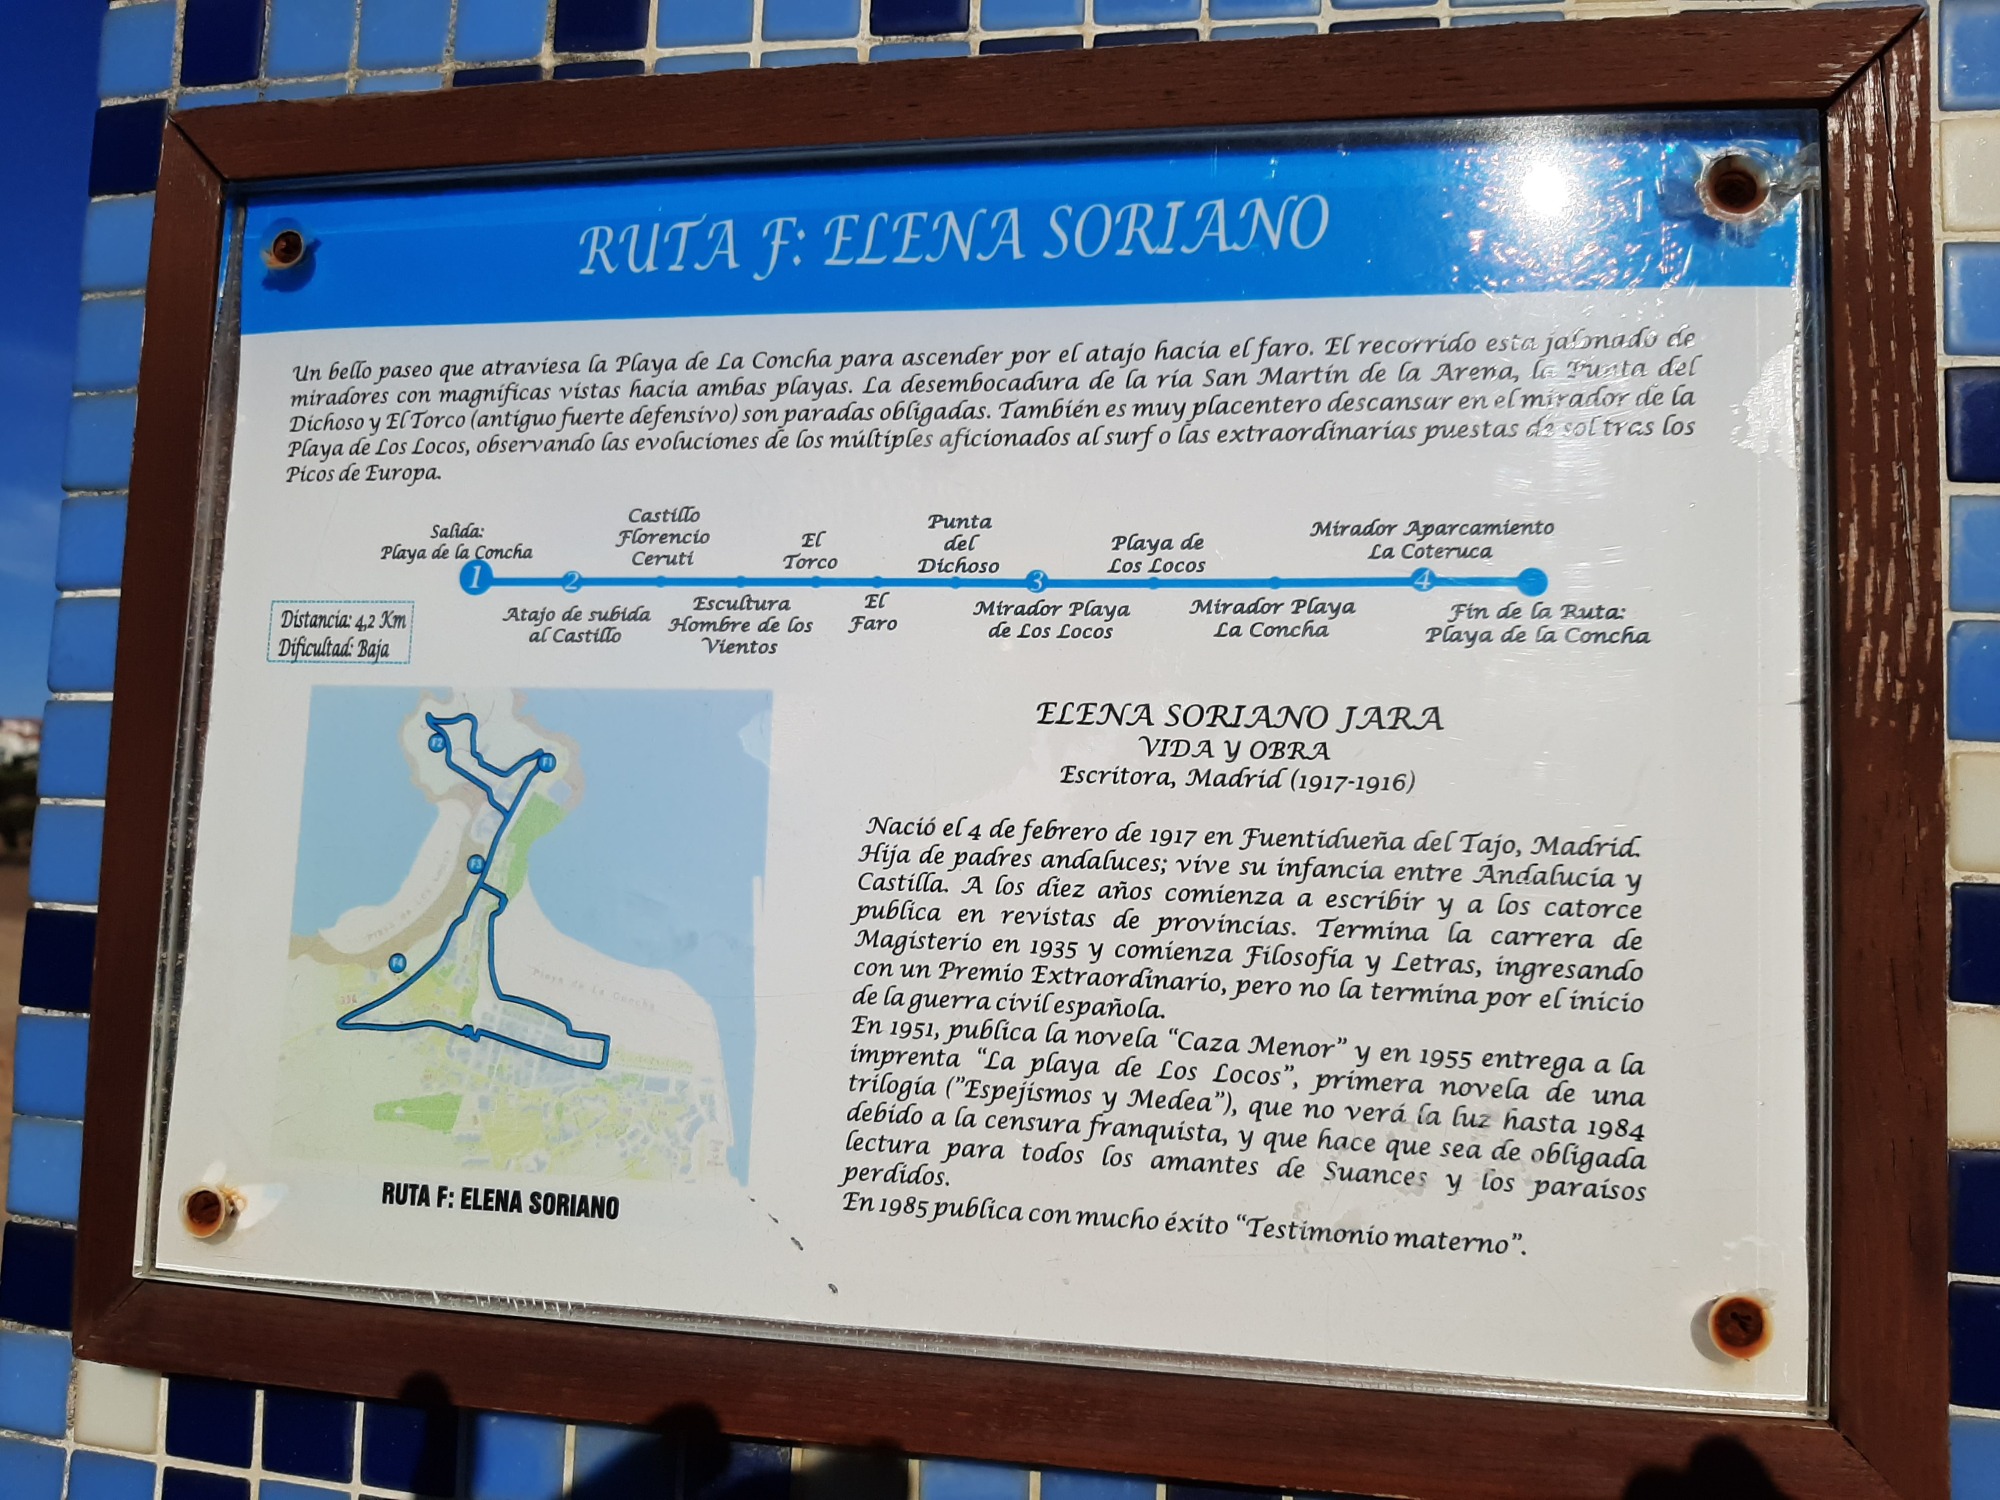 RUTA F: ELENA SORIANO
Un bello paseo que atraviesa la Playa de La Concha para ascender por el atajo hacia el faro. El recorrido esta jalonado de
miradores con magníficas vistas hacia ambas playas. La desembocadura de la ría San Martín de la Arena, la Punta del
Dichoso y El Torco (antiguo fuerte defensivo) son paradas obligadas. También es muy placentero descansar en el mirador de la
Playa de Los Locos, observando las evoluciones de los múltiples aficionados al surf o las extraordinarias puestas de sol tras los
Picos de Europa.
Salida:
Playa de la Concha
Castillo
Florencio
Ceruti
El
Torco
Punta
del
Dichoso
Playa de
Los Locos
Mirador Aparcamiento
La Coteruca
1
2
3
4
Distancia: 4,2 Km
Dificultad: Baja
Atajo de subida
al Castillo
Escultura
Hombre de los
Vientos
El
Faro
Mirador Playa
de Los Locos
Mirador Playa
La Concha
Fin de la Ruta:
Playa de la Concha
F2
F1
F3
F4
Playa de Los Locos
Playa de La Concha
RUTA F: ELENA SORIANO
ELENA SORIANO JARA
VIDA Y OBRA
Escritora, Madrid (1917-1916)
Nació el 4 de febrero de 1917 en Fuentidueña del Tajo, Madrid.
Hija de padres andaluces; vive su infancia entre Andalucía y
Castilla. A los diez años comienza a escribir y a los catorce
publica en revistas de provincias. Termina la carrera de
Magisterio en 1935 y comienza Filosofía y Letras, ingresando
con un Premio Extraordinario, pero no la termina por el inicio
de la guerra civil española.
En 1951, publica la novela “Caza Menor” y en 1955 entrega a la
imprenta “La playa de Los Locos”, primera novela de una
trilogía (”Espejismos y Medea”), que no verá la luz hasta 1984
debido a la censura franquista, y que hace que sea de obligada
lectura para todos los amantes de Suances y los paraísos
perdidos.
En 1985 publica con mucho éxito “Testimonio materno”.